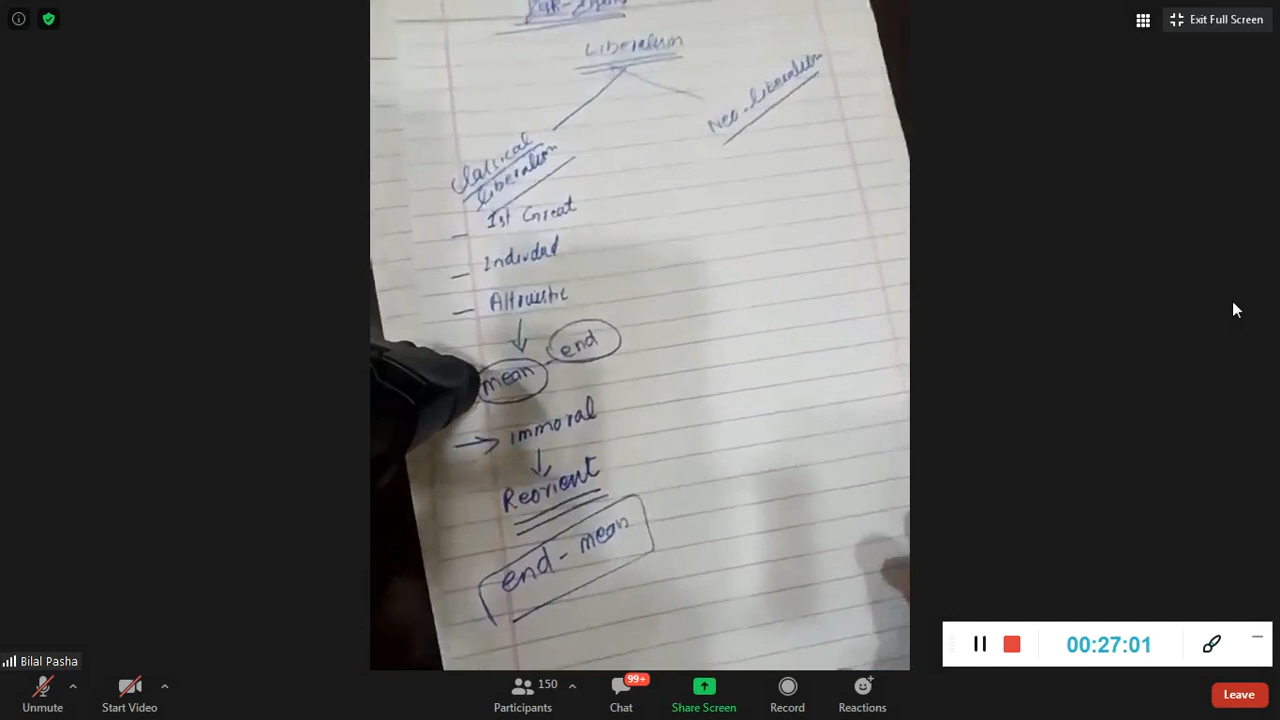 Exit Full Screen
Liberalism
Neo-liberalism
Classical
liberalism
- 1st Great
- Individual
- Altruistic
mean - end
→ immoral
Reorient
end - mean
00:27:01
Bilal Pasha
Unmute
Start Video
150
Participants
99+
Chat
Share Screen
Record
Reactions
Leave